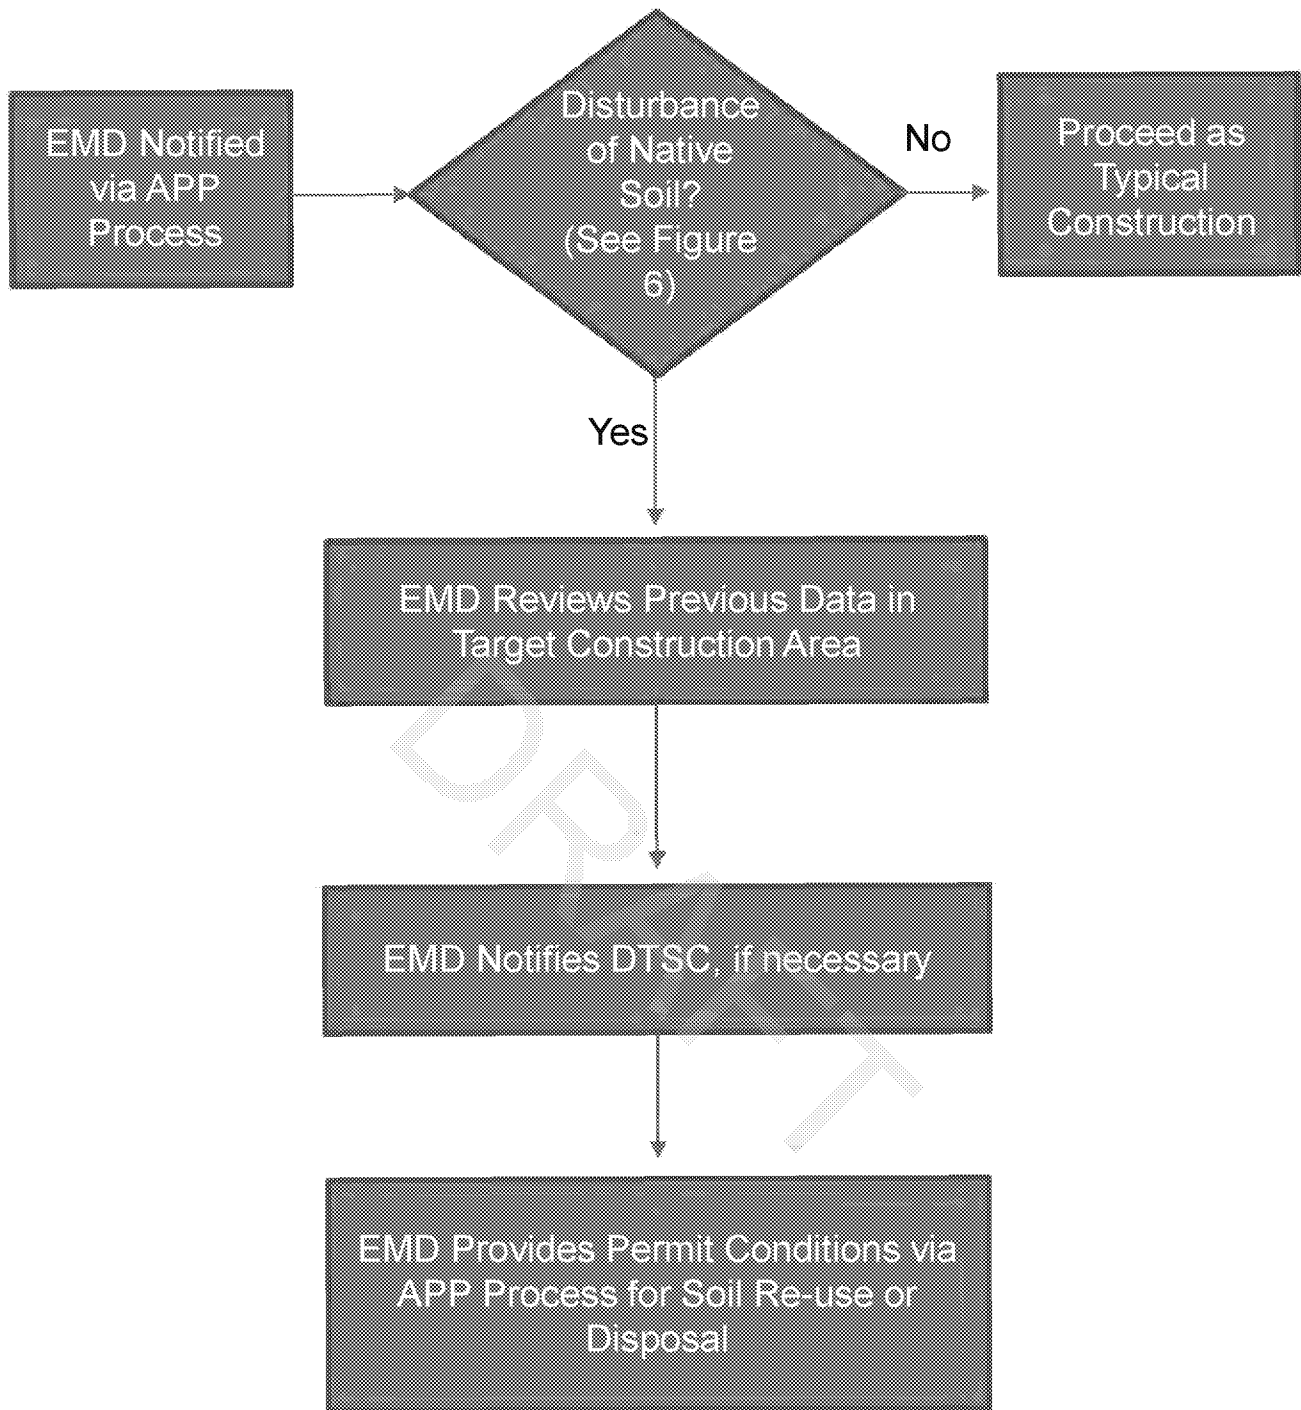 EMD Notified
via APP
Process
Disturbance
of Native
Soil?
(See Figure
6)
No
Proceed as
Typical
Construction
Yes
EMD Reviews Previous Data in
Target Construction Area
EMD Notifies DTSC, if necessary
EMD Provides Permit Conditions via
APP Process for Soil Re-use or
Disposal
DRAFT